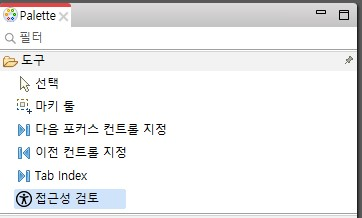 Palette
필터
도구
선택
마키 툴
다음 포커스 컨트롤 지정
이전 컨트롤 지정
Tab Index
접근성 검토